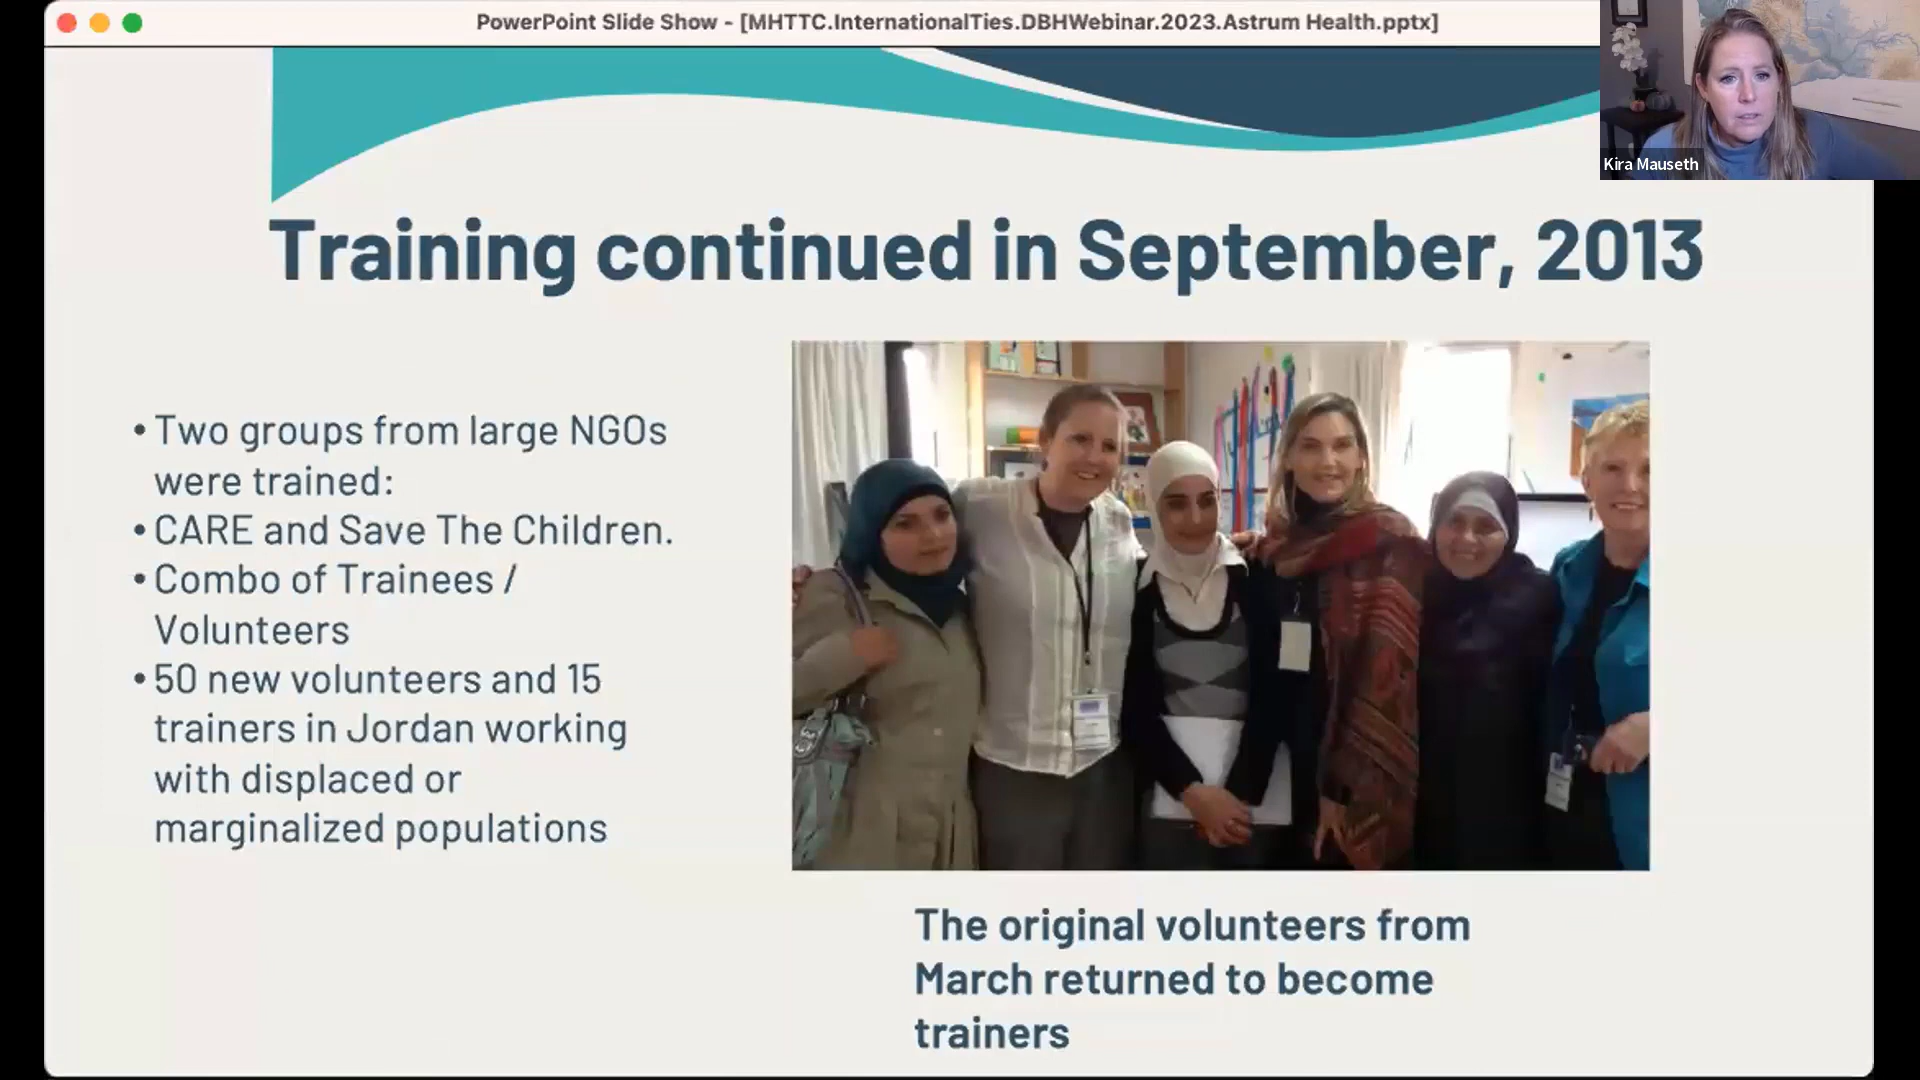 PowerPoint Slide Show - [MHTTC.InternationalTies.DBHWebinar.2023.Astrum Health.pptx]
Kira Mauseth
Training continued in September, 2013
• Two groups from large NGOs
were trained:
• CARE and Save The Children.
• Combo of Trainees /
Volunteers
• 50 new volunteers and 15
trainers in Jordan working
with displaced or
marginalized populations
The original volunteers from
March returned to become
trainers